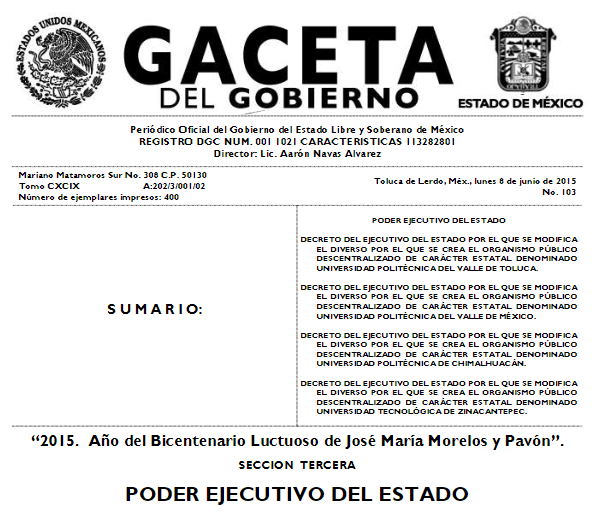 ESTADOS UNIDOS MEXICANOS
GACETA
DEL GOBIERNO
ESTADO DE MÉXICO
Periódico Oficial del Gobierno del Estado Libre y Soberano de México
REGISTRO DGC NUM. 001 1021 CARACTERISTICAS 113282801
Director: Lic. Aarón Navas Alvarez
Mariano Matamoros Sur No. 308 C.P. 50130
Tomo CXCIX A:202/3/001/02
Número de ejemplares impresos: 400
Toluca de Lerdo, Méx., lunes 8 de junio de 2015
No. 103
S U M A R I O:
PODER EJECUTIVO DEL ESTADO
DECRETO DEL EJECUTIVO DEL ESTADO POR EL QUE SE MODIFICA
EL DIVERSO POR EL QUE SE CREA EL ORGANISMO PÚBLICO
DESCENTRALIZADO DE CARÁCTER ESTATAL DENOMINADO
UNIVERSIDAD POLITÉCNICA DEL VALLE DE TOLUCA.
DECRETO DEL EJECUTIVO DEL ESTADO POR EL QUE SE MODIFICA
EL DIVERSO POR EL QUE SE CREA EL ORGANISMO PÚBLICO
DESCENTRALIZADO DE CARÁCTER ESTATAL DENOMINADO
UNIVERSIDAD POLITÉCNICA DEL VALLE DE MÉXICO.
DECRETO DEL EJECUTIVO DEL ESTADO POR EL QUE SE MODIFICA
EL DIVERSO POR EL QUE SE CREA EL ORGANISMO PÚBLICO
DESCENTRALIZADO DE CARÁCTER ESTATAL DENOMINADO
UNIVERSIDAD POLITÉCNICA DE CHIMALHUACÁN.
DECRETO DEL EJECUTIVO DEL ESTADO POR EL QUE SE MODIFICA
EL DIVERSO POR EL QUE SE CREA EL ORGANISMO PÚBLICO
DESCENTRALIZADO DE CARÁCTER ESTATAL DENOMINADO
UNIVERSIDAD TECNOLÓGICA DE ZINACANTEPEC.
“2015. Año del Bicentenario Luctuoso de José María Morelos y Pavón”.
SECCION TERCERA
PODER EJECUTIVO DEL ESTADO